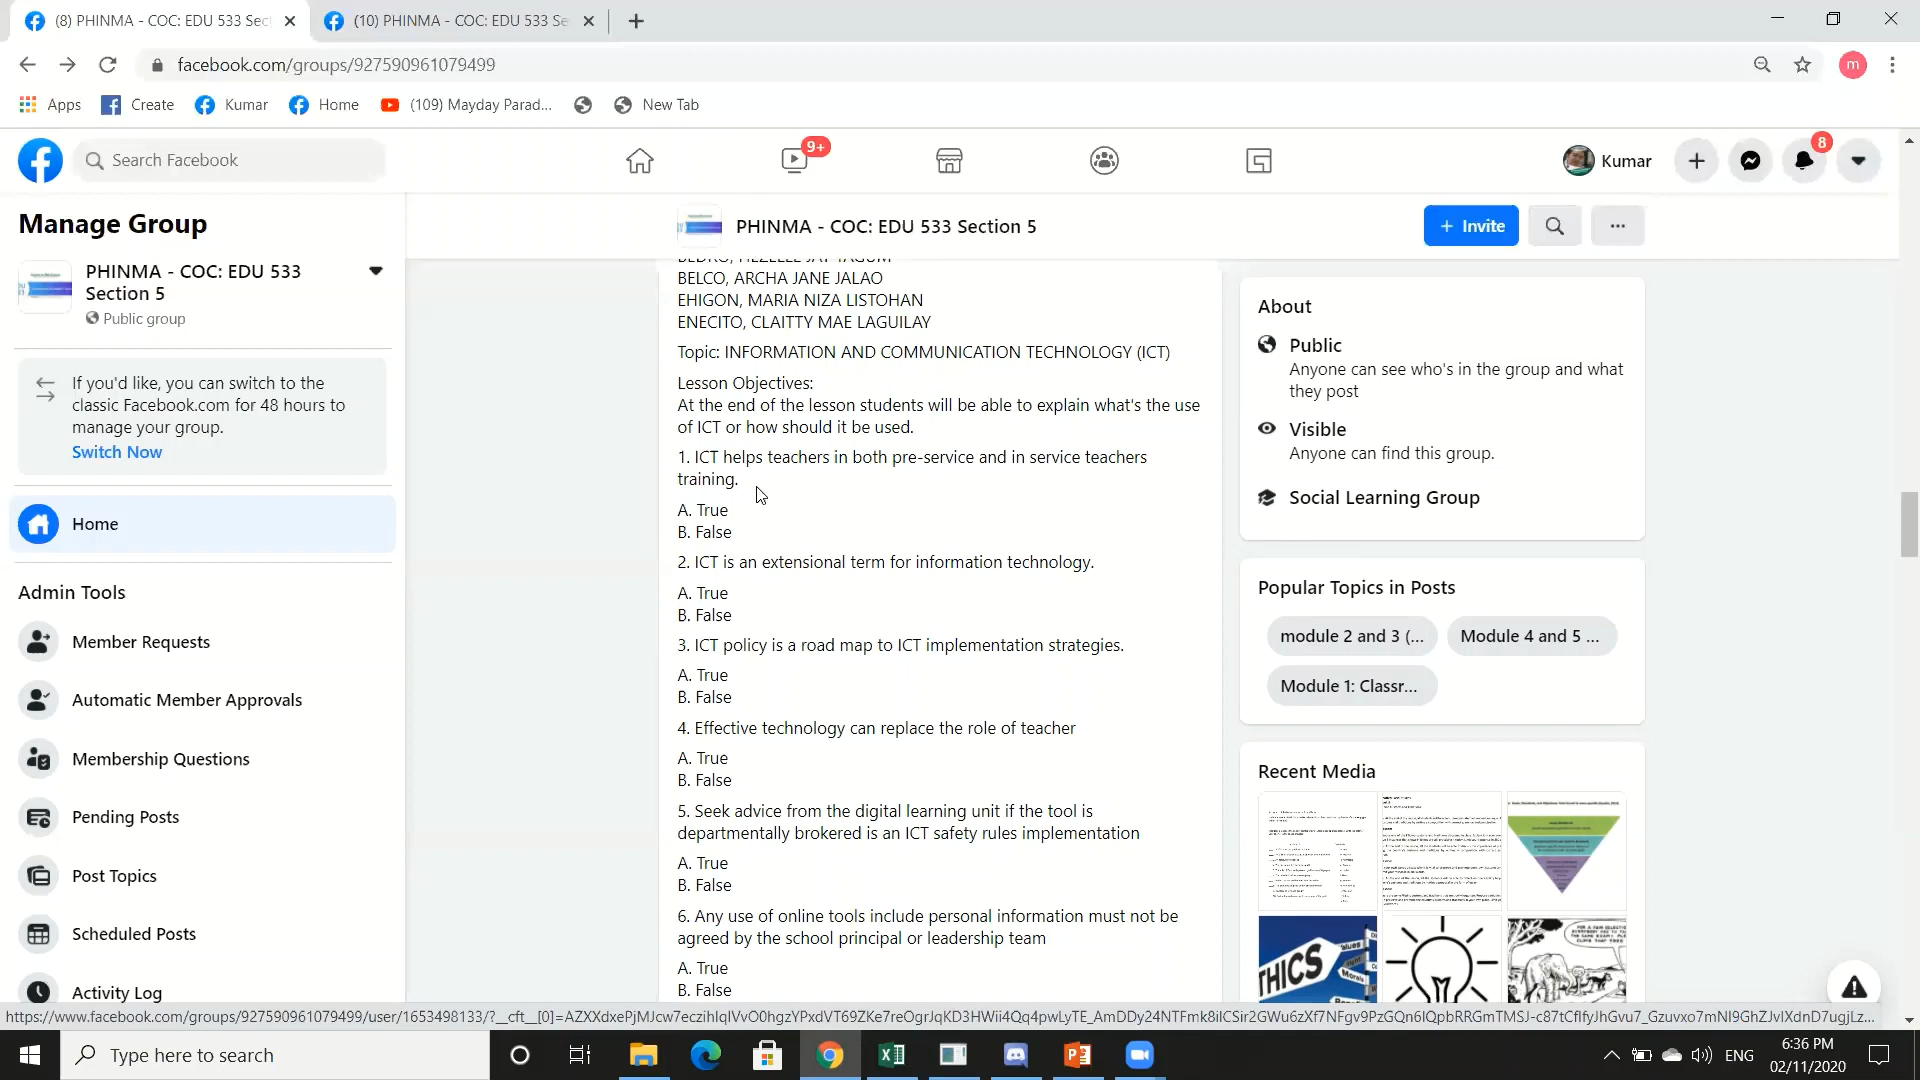 (8) PHINMA - COC: EDU 533 Sec
(10) PHINMA - COC: EDU 533 Se
facebook.com/groups/927590961079499
m
Apps
Create
Kumar
Home
(109) Mayday Parad...
New Tab
Search Facebook
9+
Kumar
8
Manage Group
PHINMA - COC: EDU 533
Section 5
Public group
If you'd like, you can switch to the
classic Facebook.com for 48 hours to
manage your group.
Switch Now
Home
Admin Tools
Member Requests
Automatic Member Approvals
Membership Questions
Pending Posts
Post Topics
Scheduled Posts
Activity Log
PHINMA - COC: EDU 533 Section 5
+ Invite
BELCO, ARCHA JANE JALAO
EHIGON, MARIA NIZA LISTOHAN
ENECITO, CLAITTY MAE LAGUILAY
Topic: INFORMATION AND COMMUNICATION TECHNOLOGY (ICT)
Lesson Objectives:
At the end of the lesson students will be able to explain what's the use
of ICT or how should it be used.
1. ICT helps teachers in both pre-service and in service teachers
training.
A. True
B. False
2. ICT is an extensional term for information technology.
A. True
B. False
3. ICT policy is a road map to ICT implementation strategies.
A. True
B. False
4. Effective technology can replace the role of teacher
A. True
B. False
5. Seek advice from the digital learning unit if the tool is
departmentally brokered is an ICT safety rules implementation
A. True
B. False
6. Any use of online tools include personal information must not be
agreed by the school principal or leadership team
A. True
B. False
About
Public
Anyone can see who's in the group and what
they post
Visible
Anyone can find this group.
Social Learning Group
Popular Topics in Posts
module 2 and 3 (...
Module 4 and 5 ...
Module 1: Classr...
Recent Media
THICS
Values
Morals
Type here to search
ENG
6:36 PM
02/11/2020